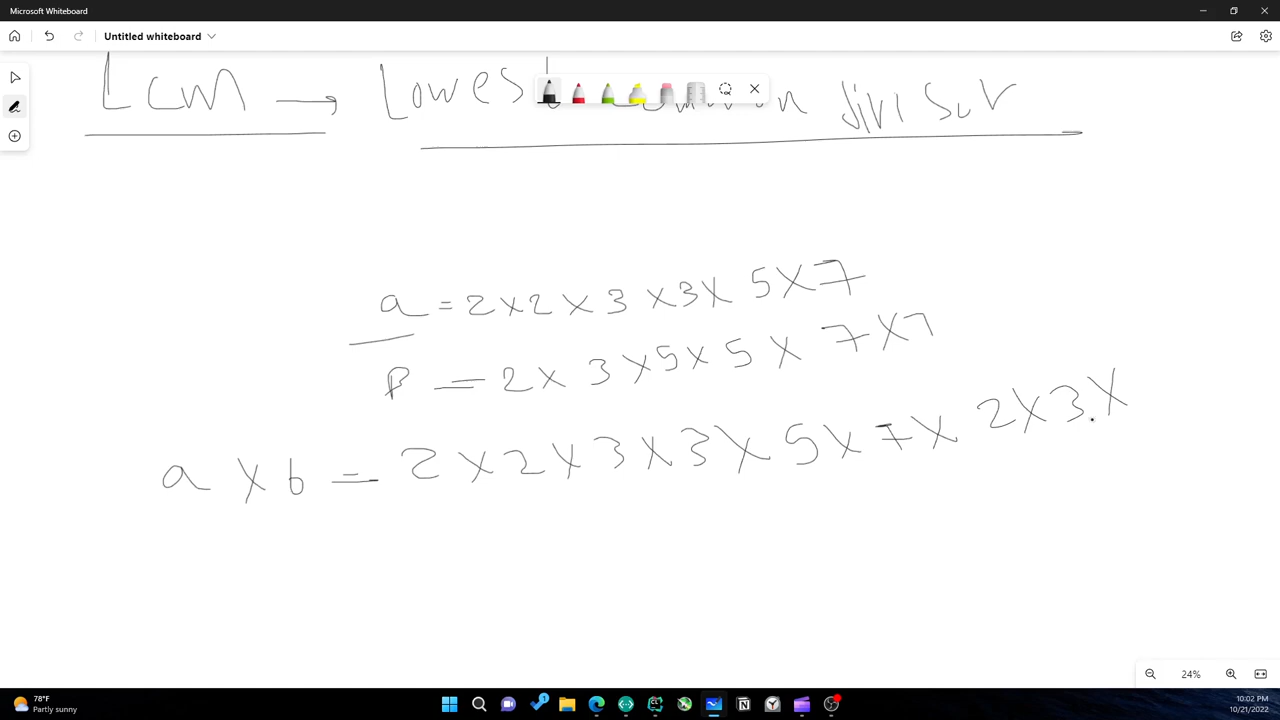 Microsoft Whiteboard
Untitled whiteboard
Lcm → Lowest common divisor
a = 2 x 2 x 3 x 3 x 5 x 7
B = 2 x 3 x 5 x 5 x 7 x 7
a x b = 2 x 2 x 3 x 3 x 5 x 7 x 2 x 3 x
24%
78°F
Partly sunny
10:02 PM
10/21/2022